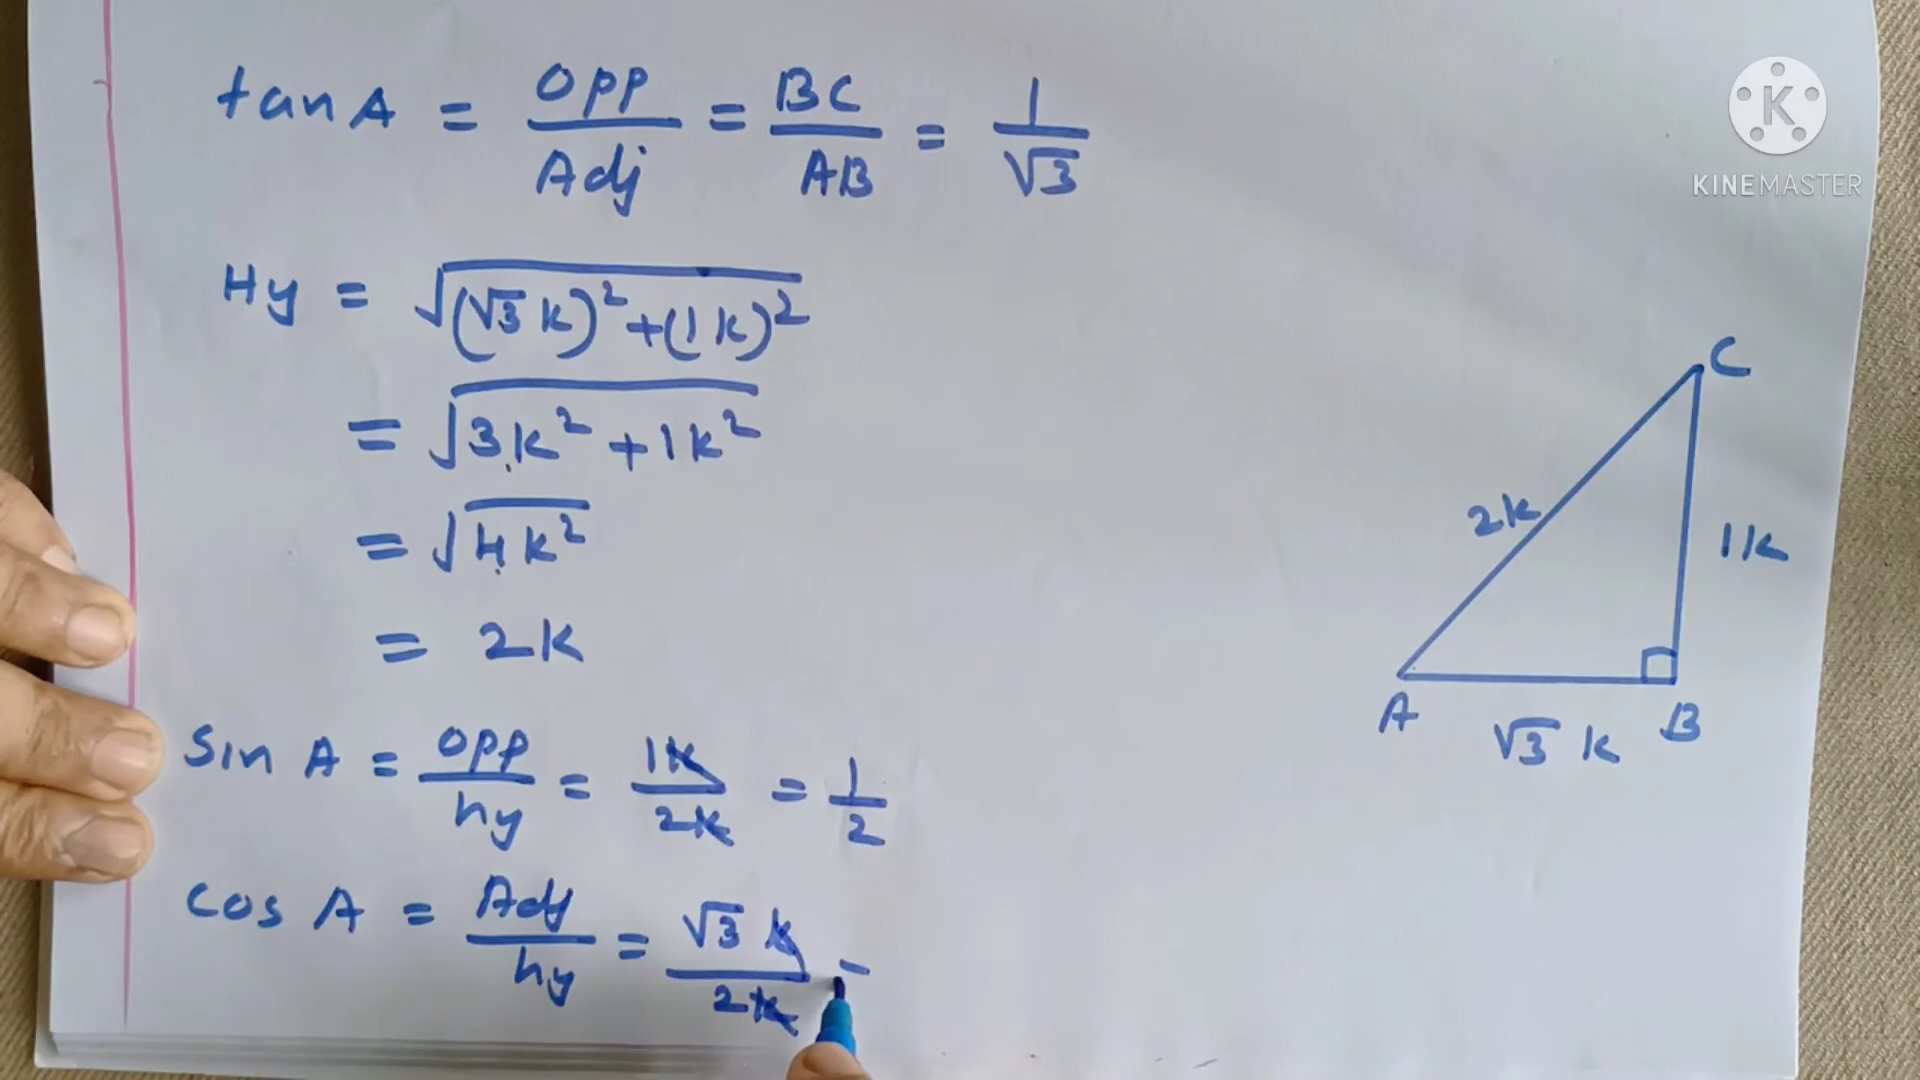 tan A = Opp/Adj = BC/AB = 1/√3
K
KINEMASTER
Hy = √((√3 k)² + (1k)²)
= √(3k² + 1k²)
= √(4k²)
= 2k
Sin A = Opp/hy = 1k/2k = 1/2
Cos A = Adj/hy = √3 k/2k =
C
2k
1k
A
B
√3 k